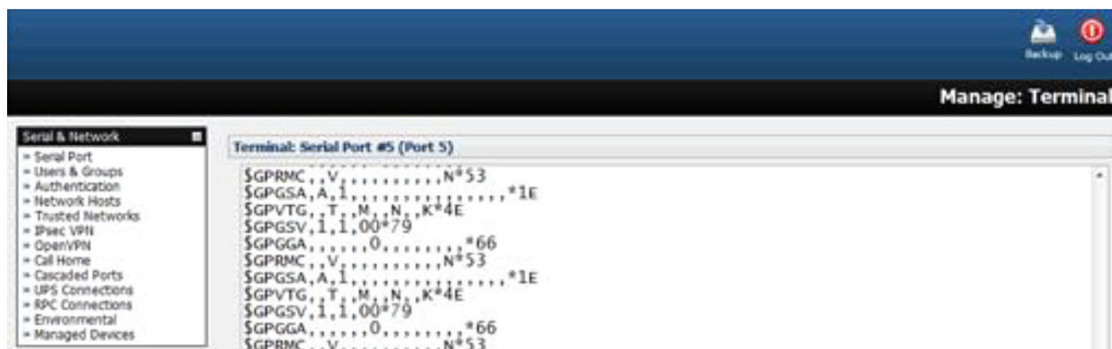 Backup Log Out
Manage: Terminal
Serial & Network
Serial Port
Users & Groups
Authentication
Network Hosts
Trusted Networks
IPsec VPN
OpenVPN
Call Home
Cascaded Ports
UPS Connections
RPC Connections
Environmental
Managed Devices
Terminal: Serial Port #5 (Port 5)
$GPRMC,,V,,,,,,,,,,N*53
$GPGSA,A,1,,,,,,,,,,,,,,,*1E
$GPVTG,,T,,M,,N,,K*4E
$GPGSV,1,1,00*79
$GPGGA,,,,,,0,,,,,,,,*66
$GPRMC,,V,,,,,,,,,,N*53
$GPGSA,A,1,,,,,,,,,,,,,,,*1E
$GPVTG,,T,,M,,N,,K*4E
$GPGSV,1,1,00*79
$GPGGA,,,,,,0,,,,,,,,*66
$GPRMC,,V,,,,,,,,,,N*53